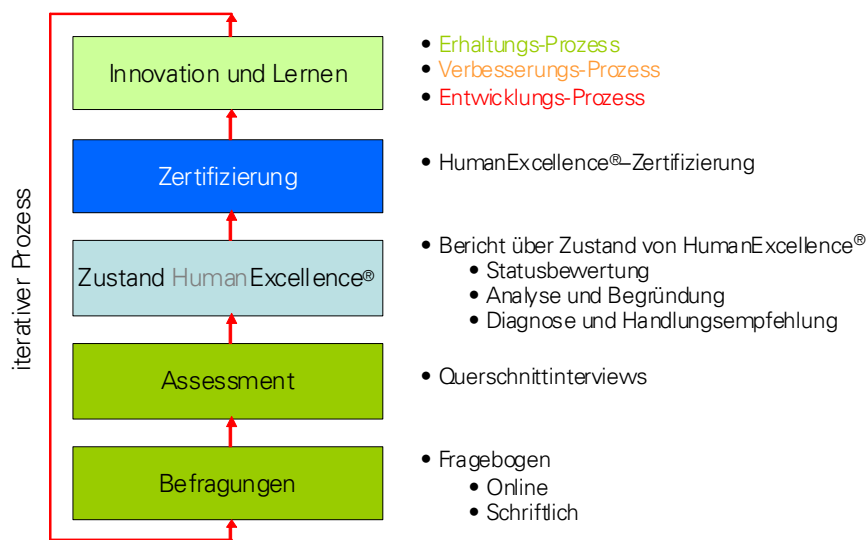 Innovation und Lernen
• Erhaltungs-Prozess
• Verbesserungs-Prozess
• Entwicklungs-Prozess
Zertifizierung
• HumanExcellence®–Zertifizierung
Zustand HumanExcellence®
• Bericht über Zustand von HumanExcellence®
• Statusbewertung
• Analyse und Begründung
• Diagnose und Handlungsempfehlung
Assessment
• Querschnittinterviews
Befragungen
• Fragebogen
• Online
• Schriftlich
iterativer Prozess